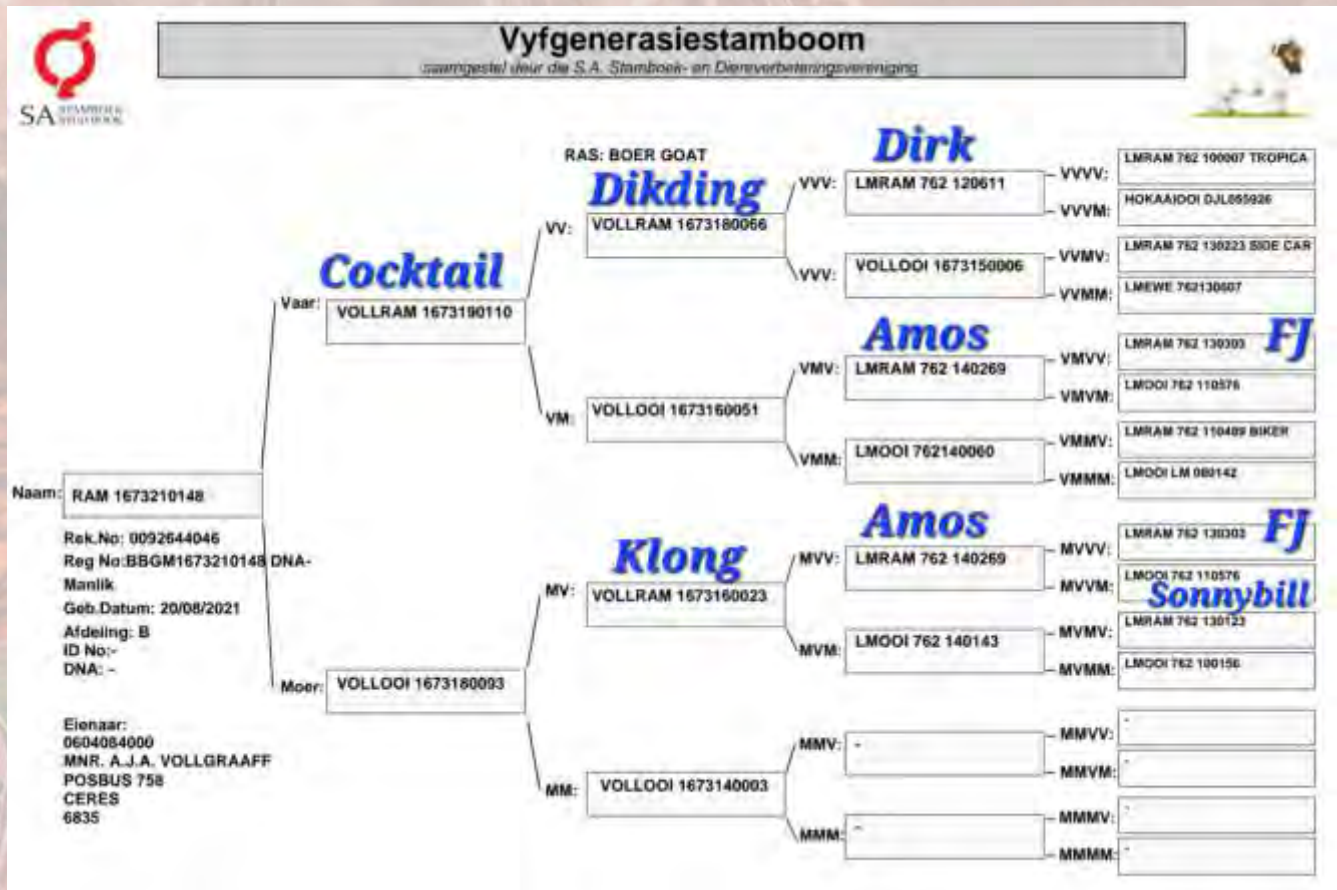 Vyfgenerasiestamboom
saamgestel deur die S.A. Stamboek- en Diereverbeteringsvereniging
SA STAMBOEK
STUDBOOK
RAS: BOER GOAT
Naam: RAM 1673210148
Rek.No: 0092644046
Reg No:BBGM1673210148 DNA-
Manlik
Geb.Datum: 20/08/2021
Afdeling: B
ID No:-
DNA: -
Eienaar:
0604084000
MNR. A.J.A. VOLLGRAAFF
POSBUS 758
CERES
6835
Cocktail
Vaar: VOLLRAM 1673190110
Moer: VOLLOOI 1673180093
Dikding
VV: VOLLRAM 1673180066
VM: VOLLOOI 1673160051
Klong
MV: VOLLRAM 1673160023
MM: VOLLOOI 1673140003
Dirk
VVV: LMRAM 762 120611
VVV: VOLLOOI 1673150006
Amos
VMV: LMRAM 762 140269
VMM: LMOOI 762140060
Amos
MVV: LMRAM 762 140269
MVM: LMOOI 762 140143
MMV: -
MMM: -
VVVV: LMRAM 762 100007 TROPICA
VVVM: HOKAAIDOI DJL095926
VVMV: LMRAM 762 130223 SIDE CAR
VVMM: LMEWE 762130607
FJ
VMVV: LMRAM 762 130303
VMVM: LMOOI 762 110576
VMMV: LMRAM 762 110489 BIKER
VMMM: LMOOI LM 080142
FJ
MVVV: LMRAM 762 130303
MVVM: LMOOI 762 110576
Sonnybill
MVMV: LMRAM 762 130123
MVMM: LMOOI 762 100156
MMVV: -
MMVM: -
MMMV: -
MMMM: -